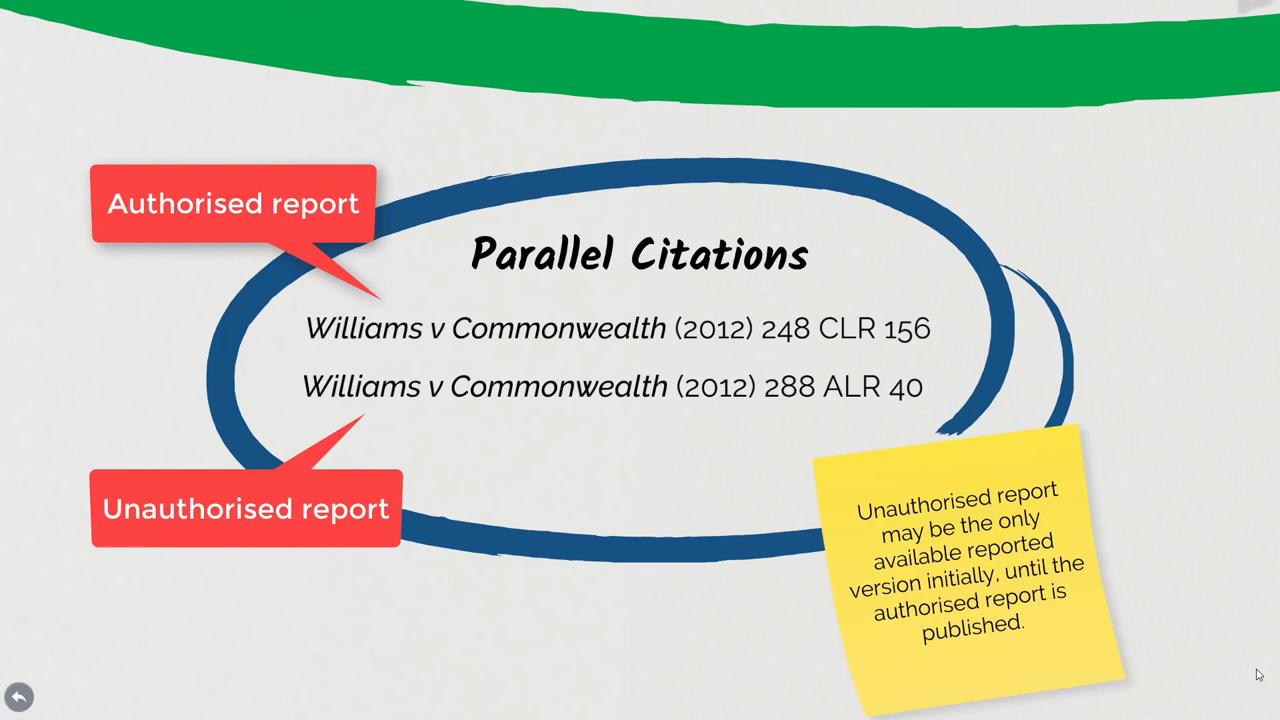 Authorised report
Parallel Citations
Williams v Commonwealth (2012) 248 CLR 156
Williams v Commonwealth (2012) 288 ALR 40
Unauthorised report
Unauthorised report
may be the only
available reported
version initially, until the
authorised report is
published.